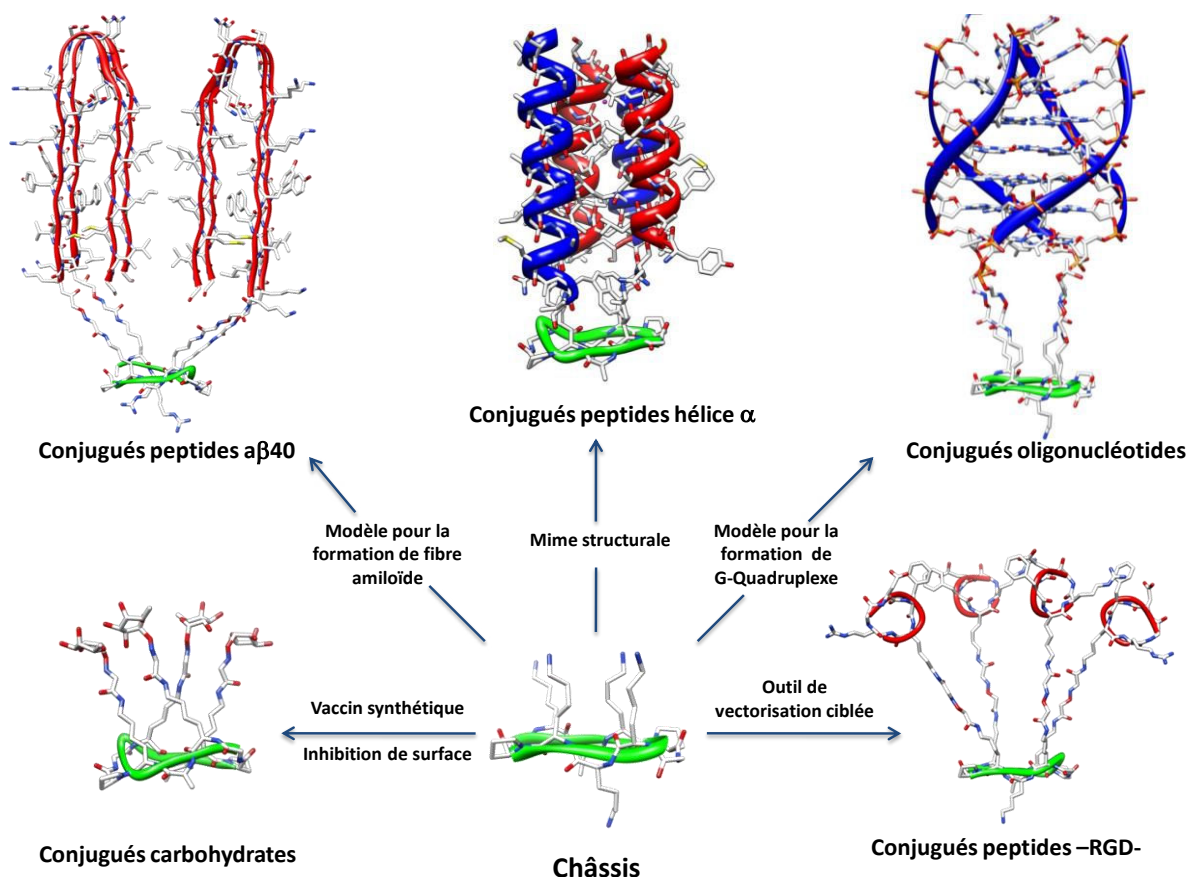 Conjugués peptides hélice α
Conjugués peptides aβ40
Conjugués oligonucléotides
Modèle pour la
formation de fibre
amiloïde
Mime structurale
Modèle pour la
formation de
G-Quadruplexe
Vaccin synthétique
Inhibition de surface
Outil de
vectorisation ciblée
Conjugués carbohydrates
Châssis
Conjugués peptides –RGD-